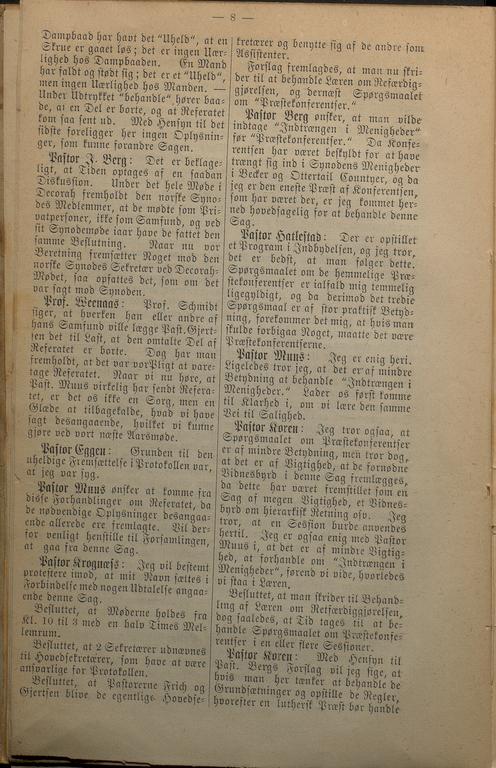 — 8 —
Dampbaad har havt det "Uheld", at en
Skrue er gaaet løs; det er ingen Uær-
lighed hos Dampbaaden. En Mand
har faldt og stødt sig; det er et "Uheld",
men ingen Uærlighed hos Manden. —
Under Udtrykket "behandle" hører baa-
de, at en Del er borte, og at Referatet
kom saa sent ud. Med Hensyn til det
sidste foreligger her ingen Oplysnin-
ger, som kunne forandre Sagen.
Pastor J. Berg: Det er beklage-
ligt, at Tiden optages af en saadan
Diskussion. Under det hele Møde i
Decorah fremholdt den norske Syno-
des Medlemmer, at de mødte som Pri-
vatpersoner, ikke som Samfund, og ved
sit Synodemøde iaar have de fattet den
samme Beslutning. Naar nu vor
Beretning fremsætter Noget mod den
norske Synodes Sekretær ved Decorah-
Mødet, saa opfattes det, som om det
var sagt mod Synoden.
Prof. Weenaas: Prof. Schmidt
siger, at hverken han eller andre af
hans Samfund ville lægge Past. Gjert-
sen det til Last, at den omtalte Del af
Referatet er borte. Dog har man
fremholdt, at det var vor Pligt at vare-
tage Referatet. Naar vi nu høre, at
Past. Muus virkelig har fendt Refera-
tet, er det os ikke en Sorg, men en
Glæde at tilbagekalde, hvad vi have
sagt desangaaende, hvilket vi kunne
gjøre ved vort næste Aarsmøde.
Pastor Eggen: Grunden til den
uheldige Fremsættelse i Protokollen var,
at jeg var syg.
Pastor Muus ønsker at komme fra
disse Forhandlinger om Referatet, da
de nødvendige Oplysninger desangaa-
ende allerede ere fremlagte. Vil der-
for venligt henstille til Forsamlingen,
at gaa fra denne Sag.
Pastor Krognæss: Jeg vil bestemt
protestere imod, at mit Navn sættes i
Forbindelse med nogen Udtalelse angaa-
ende denne Sag.
Besluttet, at Møderne holdes fra
Kl. 10 til 3 med en halv Times Mel-
lemrum.
Besluttet, at 2 Sekretærer udnævnes
til Hovedsekretærer, som have at være
ansvarlige for Protokollen.
Besluttet, at Pastorerne Frich og
Gjertsen blive de egentlige Hovedse-
kretærer og benytte sig af de andre som
Assistenter.
Forslag fremlagdes, at man nu skri-
der til at behandle Læren om Refærdig-
gjørelsen, og dernæst Spørgsmaalet
om "Præstekonferentser."
Pastor Berg ønsker, at man vilde
indtage "Indtrængen i Menigheder"
før "Præstekonferentser." Da Konfe-
rentsen har været beskyldt for at have
trængt sig ind i Synodens Menigheder
i Becker og Ottertail Countyer, og da
jeg er den eneste Præst af Konferentsen,
som har været der, er jeg kommet her-
ned hovedsagelig for at behandle denne
Sag.
Pastor Hatlestad: Der er opstillet
et Program i Indbydelsen, og jeg tror,
det er bedst, at man følger dette.
Spørgsmaalet om de hemmelige Præ-
stekonferentser er ialfald mig temmelig
ligegyldigt, og da derimod det tredie
Spørgsmaal er af stor praktisk Betyd-
ning, forekommer det mig, at hvis man
skulde forbigaa Noget, maatte det være
Præstekonferentserne.
Pastor Muus: Jeg er enig heri.
Ligeledes tror jeg, at det er af mindre
Betydning at behandle "Indtrængen i
Menigheder." Lader os først komme
til Klarhed i, om vi lære den samme
Vei til Salighed.
Pastor Koren: Jeg tror ogsaa, at
Spørgsmaalet om Præstekonferentser
er af mindre Betydning, men tror dog,
at det er af Vigtighed, at de fornødne
Vidnesbyrd i denne Sag fremlægges,
da dette har været fremstillet som en
Sag af megen Vigtighed, et Vidnes-
byrd om hierarkisk Retning osv. Jeg
tror, at en Session burde anvendes
hertil. Jeg er ogsaa enig med Pastor
Muus i, at det er af mindre Vigtig-
hed, at forhandle om "Indtrængen i
Menigheder", førend vi vide, hvorledes
vi staa i Læren.
Besluttet, at man skrider til Behand-
ling af Læren om Retfærdiggjørelsen,
dog saaledes, at Tid tages til at be-
handle Spørgsmaalet om Præstekonfe-
rentser i en eller flere Sessioner.
Pastor Koren: Med Hensyn til
Past. Bergs Forslag vil jeg sige, at
hvis man her tænker at behandle de
Grundsætninger og opstille de Regler,
hvorefter en luthersk Præst bør handle